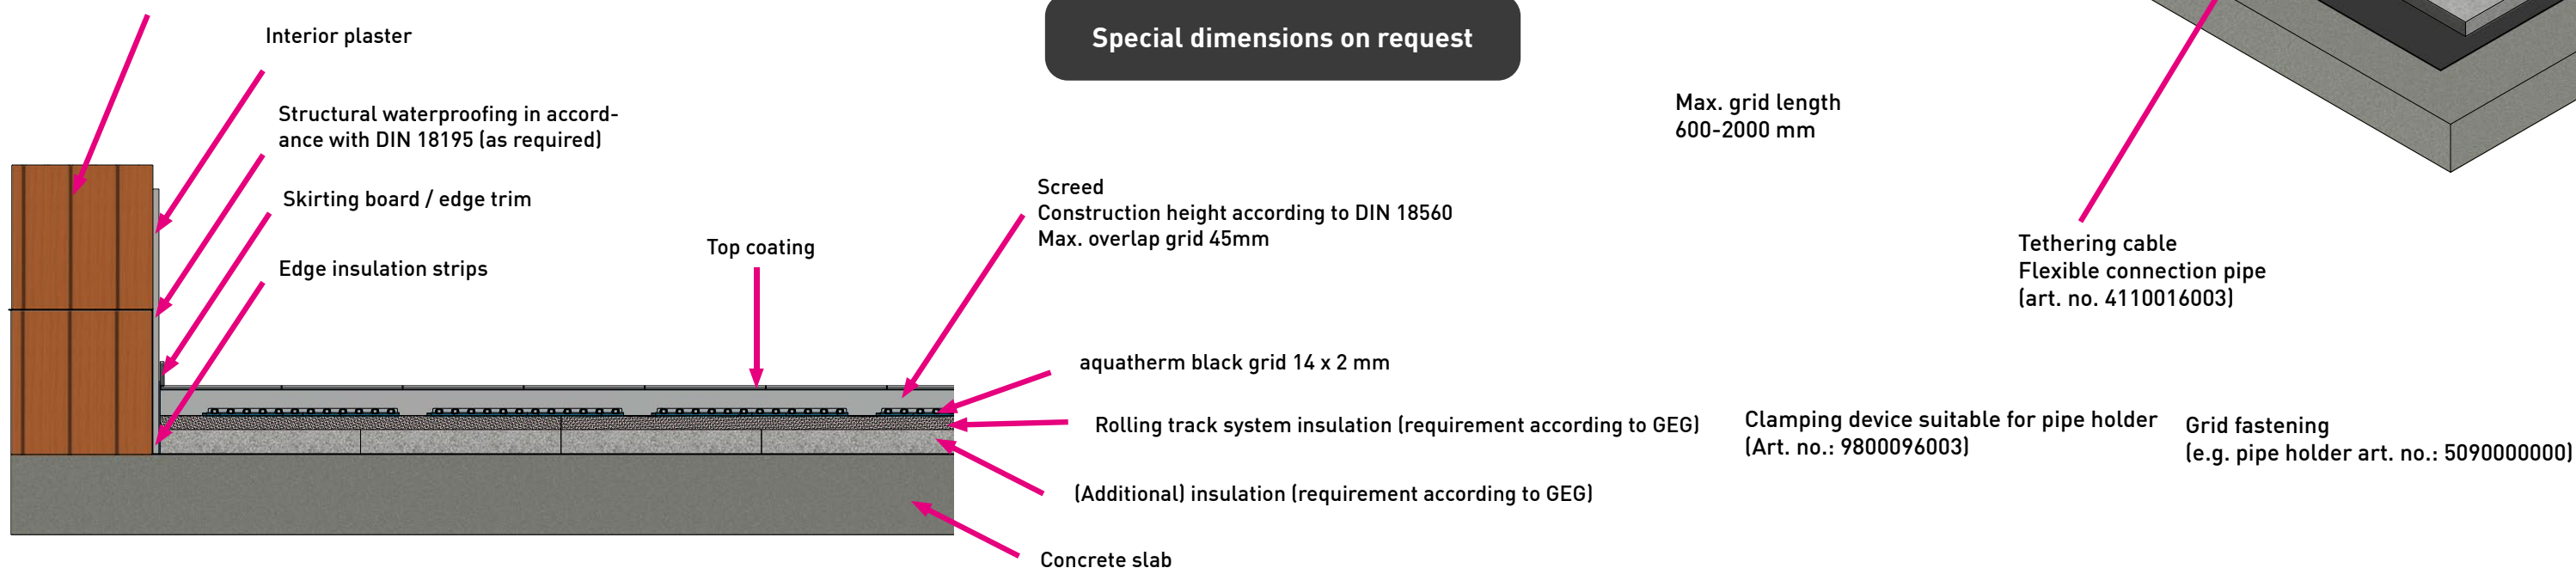 Special dimensions on request
Interior plaster
Structural waterproofing in accord-
ance with DIN 18195 (as required)
Skirting board / edge trim
Edge insulation strips
Top coating
Screed
Construction height according to DIN 18560
Max. overlap grid 45mm
aquatherm black grid 14 x 2 mm
Rolling track system insulation (requirement according to GEG)
(Additional) insulation (requirement according to GEG)
Concrete slab
Max. grid length
600-2000 mm
Tethering cable
Flexible connection pipe
(art. no. 4110016003)
Clamping device suitable for pipe holder
(Art. no.: 9800096003)
Grid fastening
(e.g. pipe holder art. no.: 5090000000)